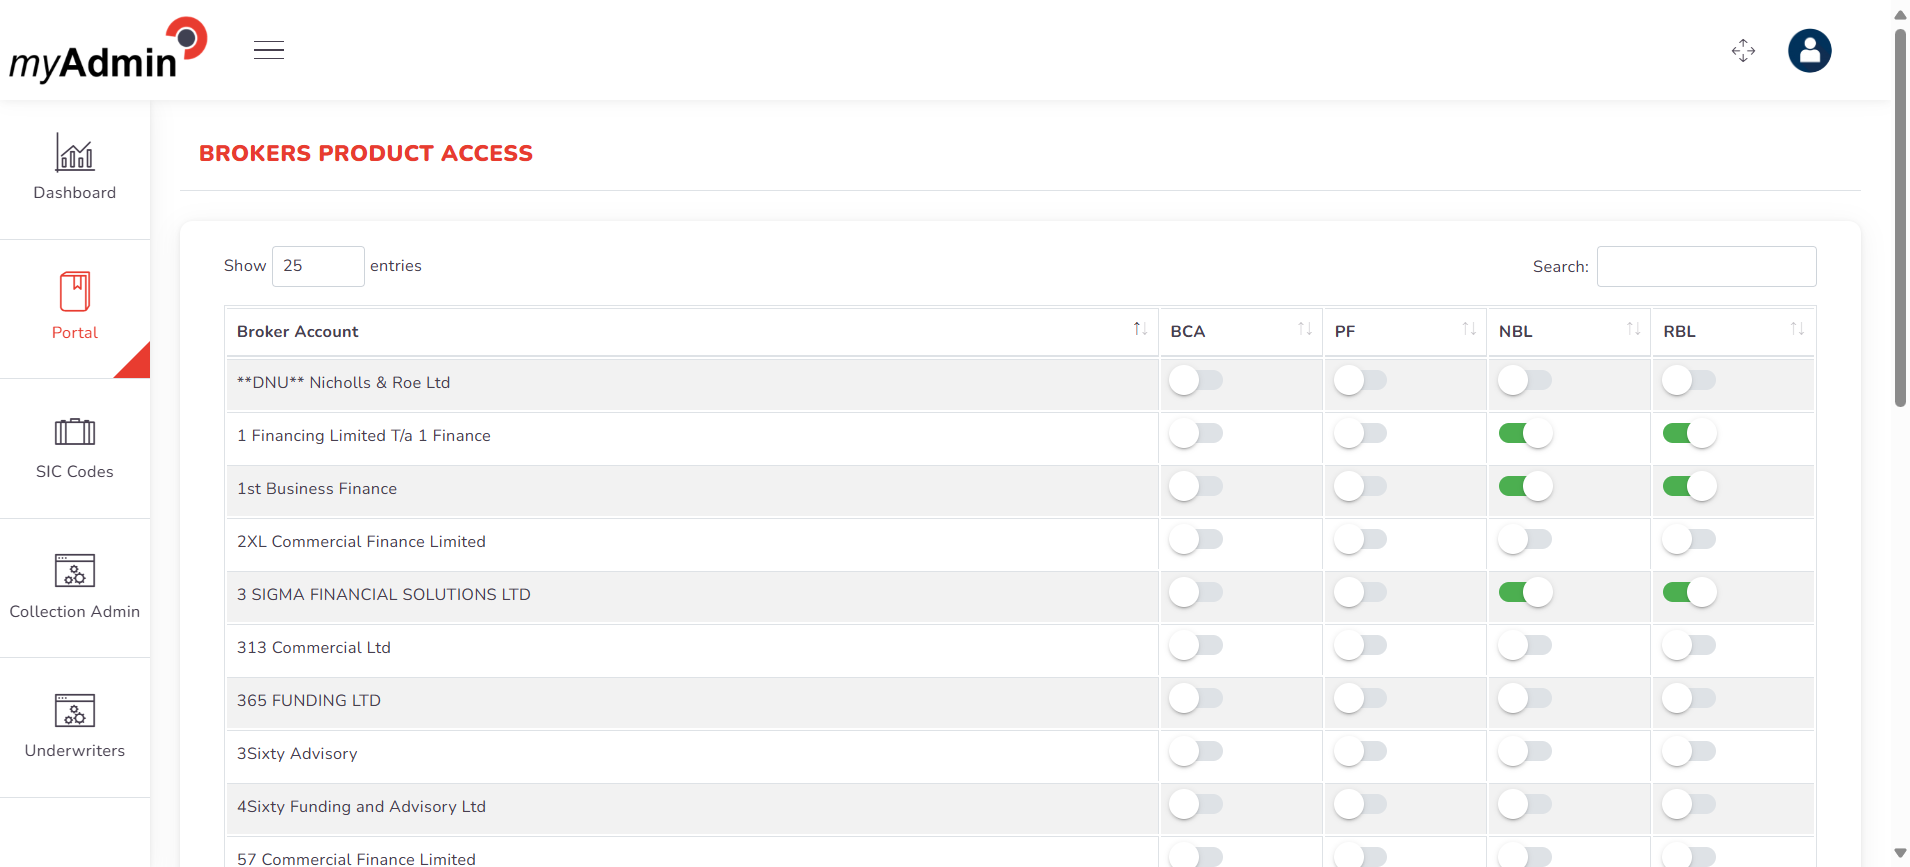 myAdmin
Dashboard
Portal
SIC Codes
Collection Admin
Underwriters
BROKERS PRODUCT ACCESS
Show 25 entries
Search:
Broker Account BCA PF NBL RBL
**DNU** Nicholls & Roe Ltd
1 Financing Limited T/a 1 Finance
1st Business Finance
2XL Commercial Finance Limited
3 SIGMA FINANCIAL SOLUTIONS LTD
313 Commercial Ltd
365 FUNDING LTD
3Sixty Advisory
4Sixty Funding and Advisory Ltd
57 Commercial Finance Limited